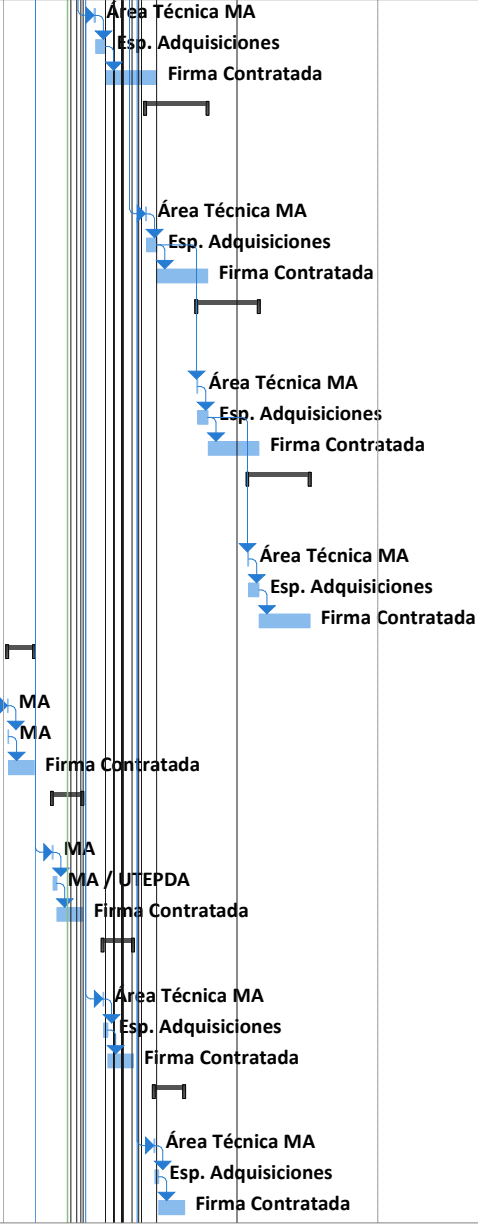 Área Técnica MA
Esp. Adquisiciones
Firma Contratada
Área Técnica MA
Esp. Adquisiciones
Firma Contratada
Área Técnica MA
Esp. Adquisiciones
Firma Contratada
Área Técnica MA
Esp. Adquisiciones
Firma Contratada
MA
MA
Firma Contratada
MA
MA / UTEPDA
Firma Contratada
Área Técnica MA
Esp. Adquisiciones
Firma Contratada
Área Técnica MA
Esp. Adquisiciones
Firma Contratada